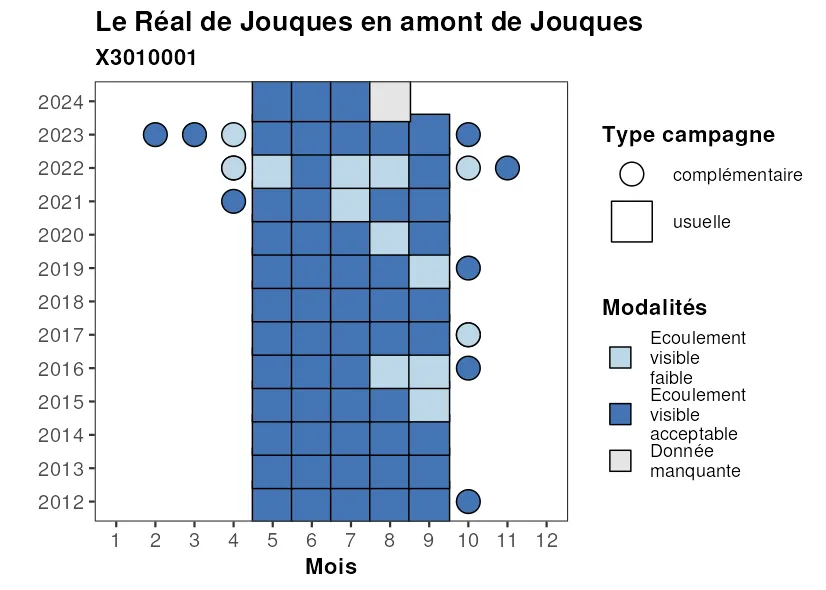 Le Réal de Jouques en amont de Jouques
X3010001
2024
2023
2022
2021
2020
2019
2018
2017
2016
2015
2014
2013
2012
1 2 3 4 5 6 7 8 9 10 11 12
Mois
Type campagne
complémentaire
usuelle
Modalités
Ecoulement
visible
faible
Ecoulement
visible
acceptable
Donnée
manquante